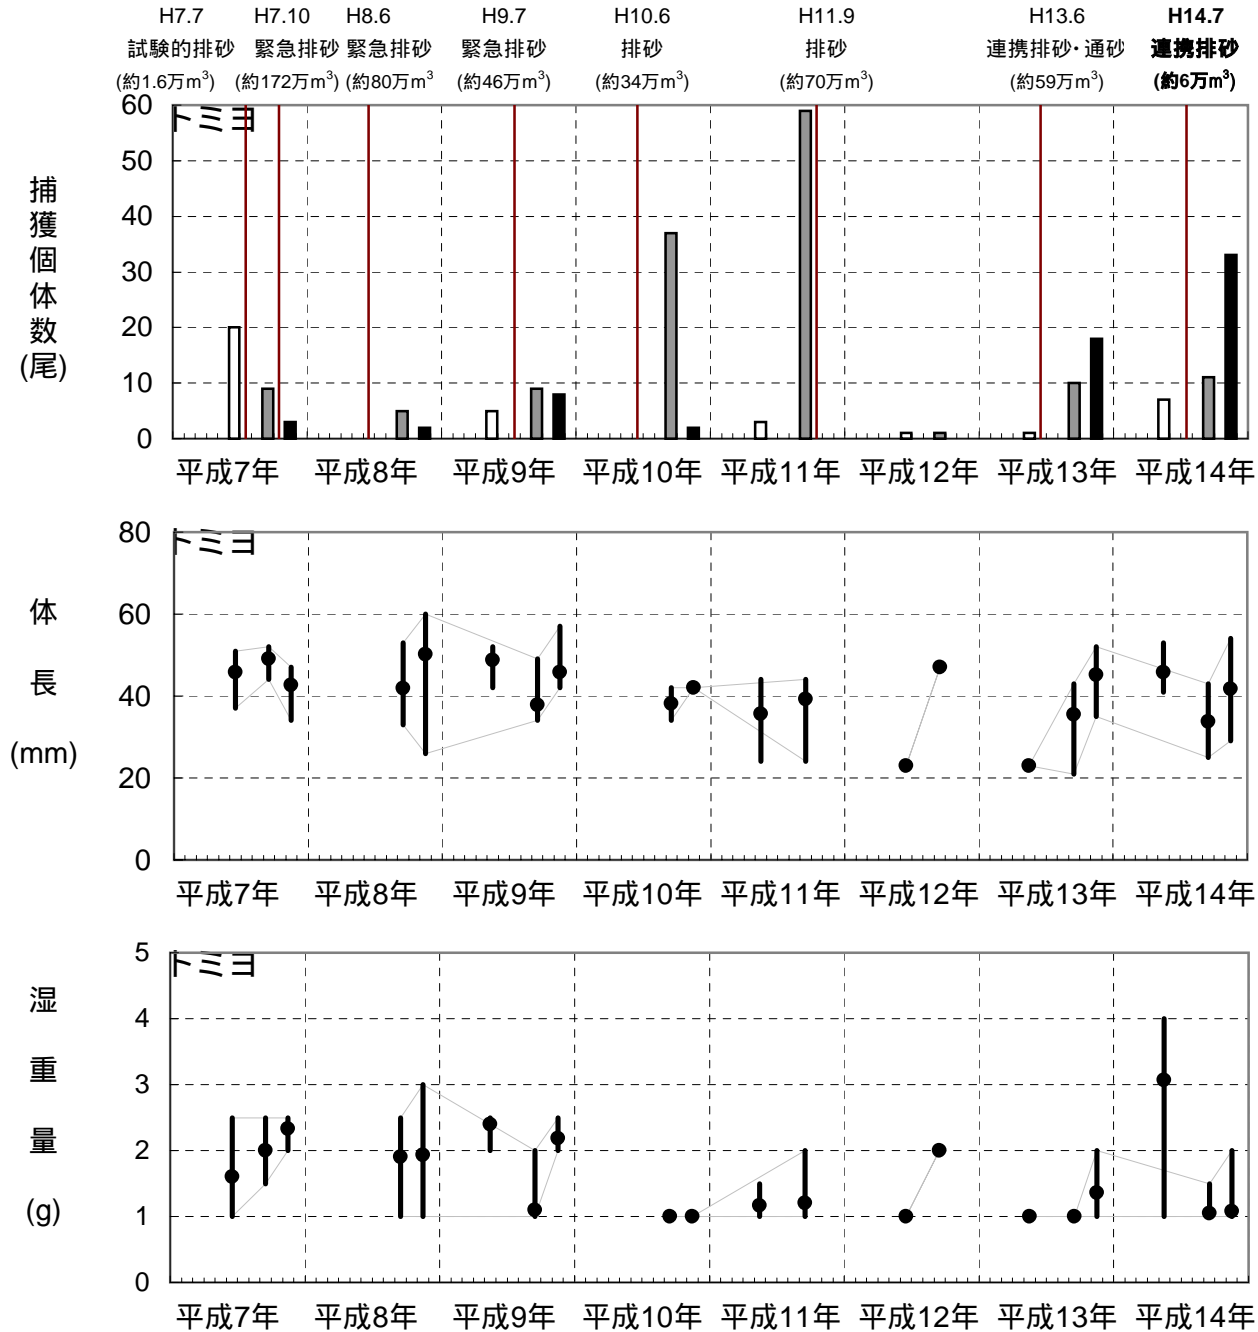 H7.7 H7.10 H8.6 H9.7 H10.6 H11.9 H13.6 H14.7
試験的排砂 緊急排砂 緊急排砂 緊急排砂 排砂 排砂 連携排砂・通砂 連携排砂
(約1.6万m³) (約172万m³) (約80万m³ (約46万m³) (約34万m³) (約70万m³) (約59万m³) (約6万m³)
トミヨ
捕獲個体数(尾)
60
50
40
30
20
10
0
平成7年 平成8年 平成9年 平成10年 平成11年 平成12年 平成13年 平成14年
トミヨ
体長(mm)
80
60
40
20
0
平成7年 平成8年 平成9年 平成10年 平成11年 平成12年 平成13年 平成14年
トミヨ
湿重量(g)
5
4
3
2
1
0
平成7年 平成8年 平成9年 平成10年 平成11年 平成12年 平成13年 平成14年